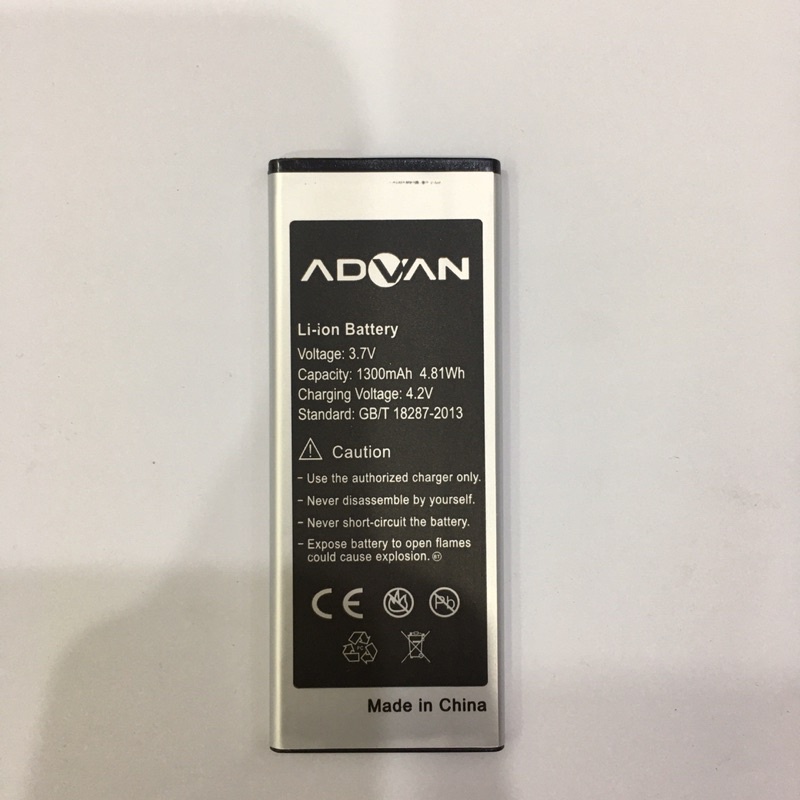 ADVAN
Li-ion Battery
Voltage: 3.7V
Capacity: 1300mAh 4.81Wh
Charging Voltage: 4.2V
Standard: GB/T 18287-2013
Caution
- Use the authorized charger only.
- Never disassemble by yourself.
- Never short-circuit the battery.
- Expose battery to open flames
could cause explosion.
CE
Pb
Made in China